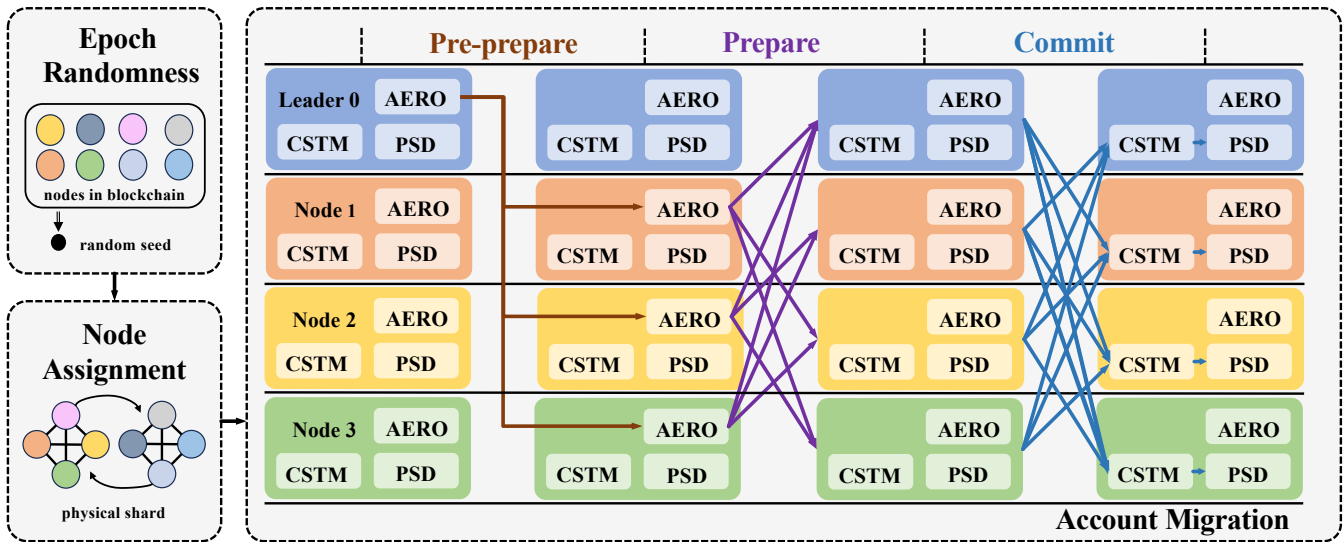 Epoch
Randomness
nodes in blockchain
random seed
Node
Assignment
physical shard
Pre-prepare Prepare Commit
Leader 0 AERO AERO AERO AERO
CSTM PSD CSTM PSD CSTM PSD CSTM PSD
Node 1 AERO AERO AERO AERO
CSTM PSD CSTM PSD CSTM PSD CSTM PSD
Node 2 AERO AERO AERO AERO
CSTM PSD CSTM PSD CSTM PSD CSTM PSD
Node 3 AERO AERO AERO AERO
CSTM PSD CSTM PSD CSTM PSD CSTM PSD
Account Migration